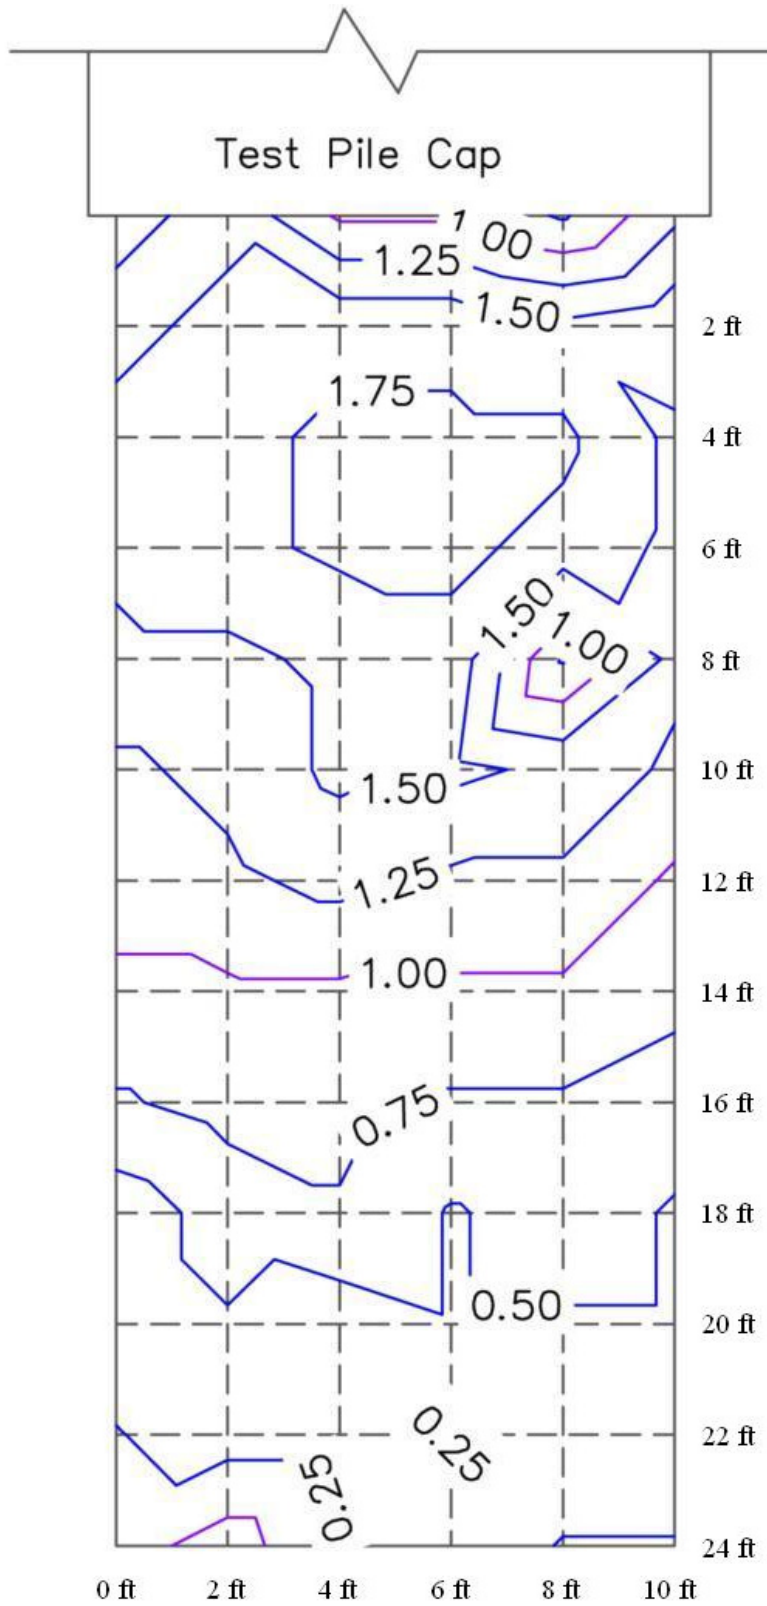 Test Pile Cap
1.00
1.25
1.50
2 ft
1.75
4 ft
6 ft
1.50
1.00
8 ft
10 ft
1.50
1.25
12 ft
1.00
14 ft
0.75
16 ft
18 ft
0.50
20 ft
0.25
22 ft
0.25
24 ft
0 ft 2 ft 4 ft 6 ft 8 ft 10 ft